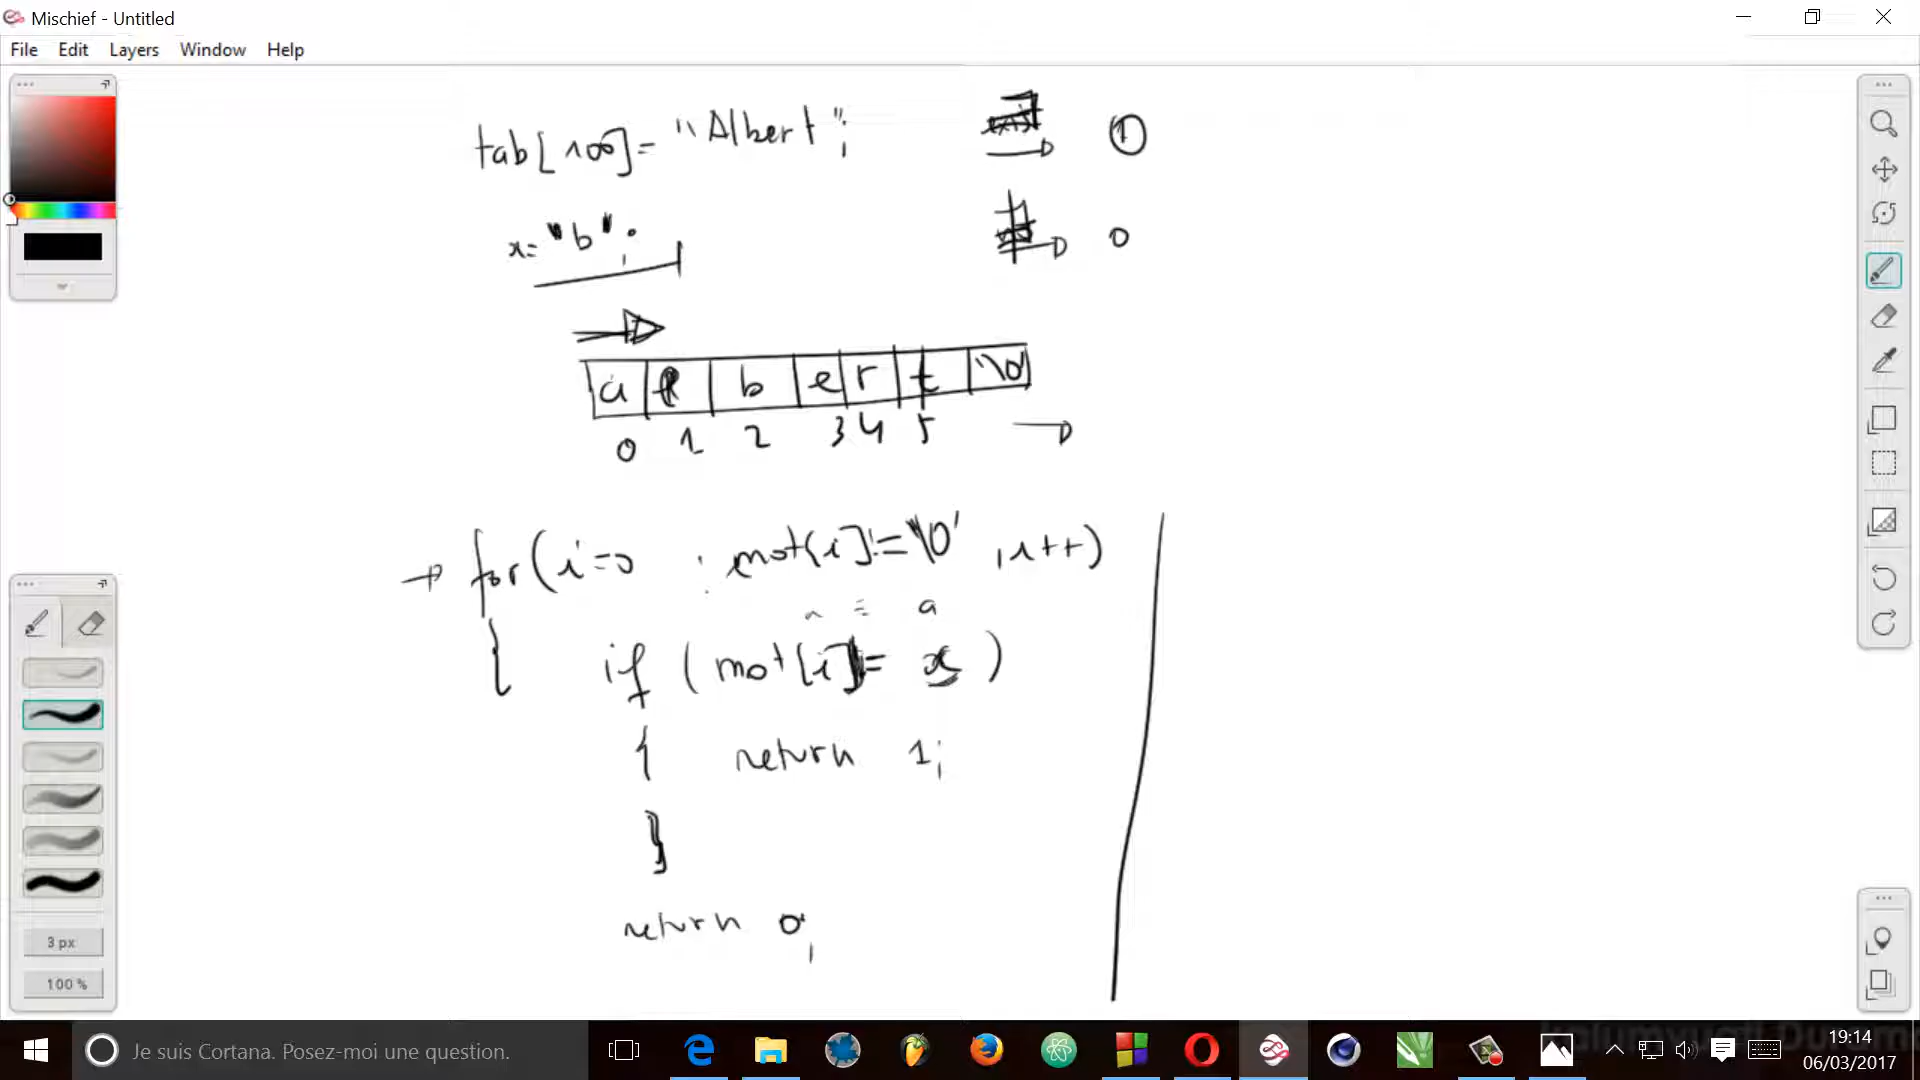 Mischief - Untitled
File Edit Layers Window Help
tab[100]= "Albert";
1
x= "b";
0
a l b e r t '\0'
0 1 2 3 4 5
for(i=0 ; mot[i]!='\0' ,i++)
= a
{ if ( mot[i]= x )
{ return 1;
}
return 0;
3 px
100 %
Je suis Cortana. Posez-moi une question.
19:14
06/03/2017